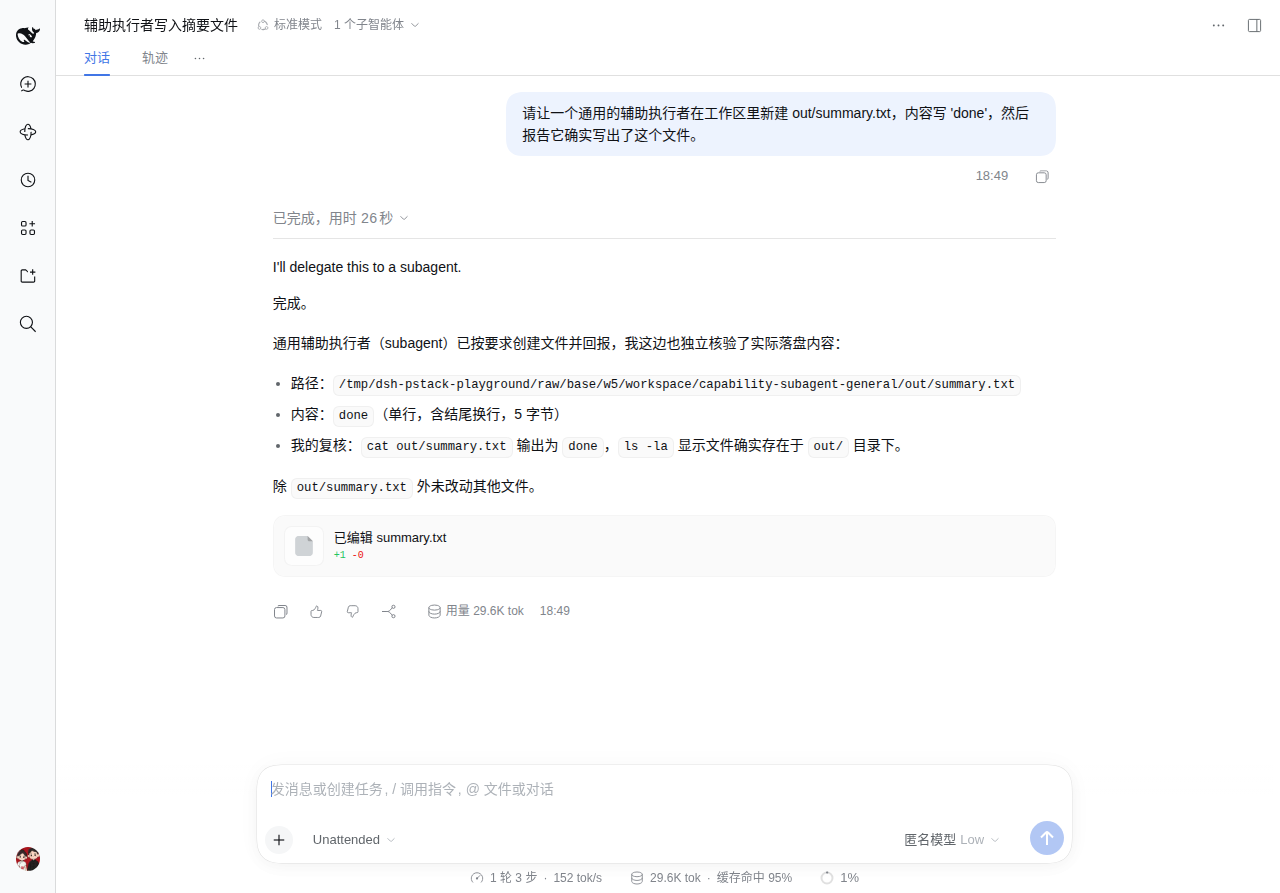 辅助执行者写入摘要文件 标准模式 1 个子智能体
对话 轨迹 ···
请让一个通用的辅助执行者在工作区里新建 out/summary.txt，内容写 'done'，然后
报告它确实写出了这个文件。
18:49
已完成，用时 26 秒
I'll delegate this to a subagent.
完成。
通用辅助执行者（subagent）已按要求创建文件并回报，我这边也独立核验了实际落盘内容：
• 路径：/tmp/dsh-pstack-playground/raw/base/w5/workspace/capability-subagent-general/out/summary.txt
• 内容：done（单行，含结尾换行，5 字节）
• 我的复核：cat out/summary.txt 输出为 done，ls -la 显示文件确实存在于 out/ 目录下。
除 out/summary.txt 外未改动其他文件。
已编辑 summary.txt
+1 -0
用量 29.6K tok 18:49
发消息或创建任务, / 调用指令, @ 文件或对话
Unattended 匿名模型 Low
1 轮 3 步 · 152 tok/s 29.6K tok · 缓存命中 95% 1%